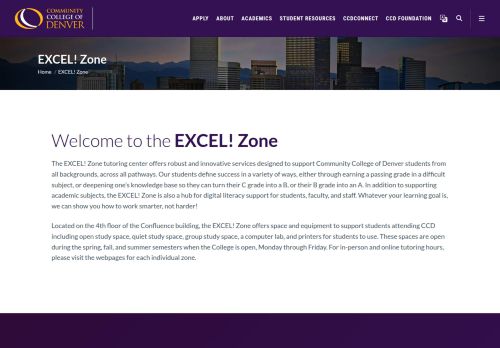 COMMUNITY
COLLEGE OF
DENVER
APPLY ABOUT ACADEMICS STUDENT RESOURCES CCDCONNECT CCD FOUNDATION
EXCEL! Zone
Home / EXCEL! Zone
Welcome to the EXCEL! Zone
The EXCEL! Zone tutoring center offers robust and innovative services designed to support Community College of Denver students from
all backgrounds, across all pathways. Our students define success in a variety of ways, either through earning a passing grade in a difficult
subject, or deepening one's knowledge base so they can turn their C grade into a B, or their B grade into an A. In addition to supporting
academic subjects, the EXCEL! Zone is also a hub for digital literacy support for students, faculty, and staff. Whatever your learning goal is,
we can show you how to work smarter, not harder!
Located on the 4th floor of the Confluence building, the EXCEL! Zone offers space and equipment to support students attending CCD
including open study space, quiet study space, group study space, a computer lab, and printers for students to use. These spaces are open
during the spring, fall, and summer semesters when the College is open, Monday through Friday. For in-person and online tutoring hours,
please visit the webpages for each individual zone.